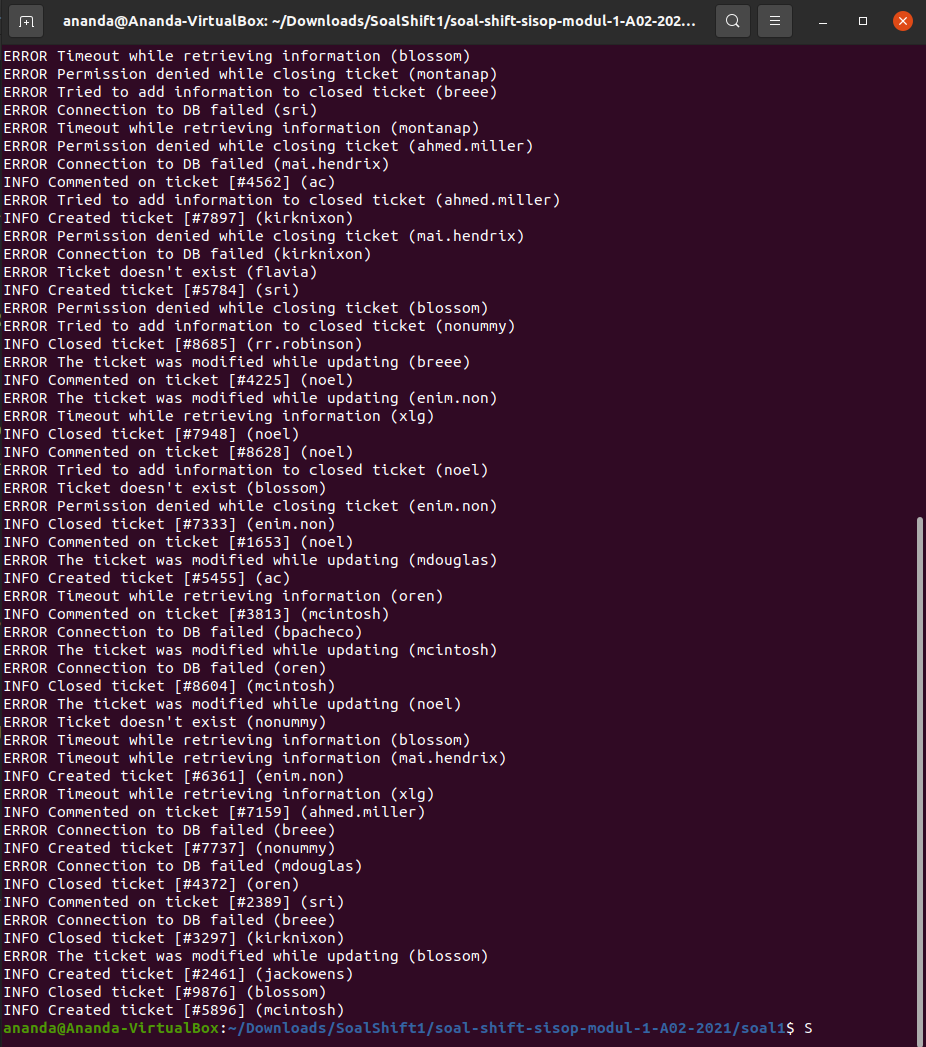 ananda@Ananda-VirtualBox: ~/Downloads/SoalShift1/soal-shift-sisop-modul-1-A02-202...
ERROR Timeout while retrieving information (blossom)
ERROR Permission denied while closing ticket (montanap)
ERROR Tried to add information to closed ticket (breee)
ERROR Connection to DB failed (sri)
ERROR Timeout while retrieving information (montanap)
ERROR Permission denied while closing ticket (ahmed.miller)
ERROR Connection to DB failed (mai.hendrix)
INFO Commented on ticket [#4562] (ac)
ERROR Tried to add information to closed ticket (ahmed.miller)
INFO Created ticket [#7897] (kirknixon)
ERROR Permission denied while closing ticket (mai.hendrix)
ERROR Connection to DB failed (kirknixon)
ERROR Ticket doesn't exist (flavia)
INFO Created ticket [#5784] (sri)
ERROR Permission denied while closing ticket (blossom)
ERROR Tried to add information to closed ticket (nonummy)
INFO Closed ticket [#8685] (rr.robinson)
ERROR The ticket was modified while updating (breee)
INFO Commented on ticket [#4225] (noel)
ERROR The ticket was modified while updating (enim.non)
ERROR Timeout while retrieving information (xlg)
INFO Closed ticket [#7948] (noel)
INFO Commented on ticket [#8628] (noel)
ERROR Tried to add information to closed ticket (noel)
ERROR Ticket doesn't exist (blossom)
ERROR Permission denied while closing ticket (enim.non)
INFO Closed ticket [#7333] (enim.non)
INFO Commented on ticket [#1653] (noel)
ERROR The ticket was modified while updating (mdouglas)
INFO Created ticket [#5455] (ac)
ERROR Timeout while retrieving information (oren)
INFO Commented on ticket [#3813] (mcintosh)
ERROR Connection to DB failed (bpacheco)
ERROR The ticket was modified while updating (mcintosh)
ERROR Connection to DB failed (oren)
INFO Closed ticket [#8604] (mcintosh)
ERROR The ticket was modified while updating (noel)
ERROR Ticket doesn't exist (nonummy)
ERROR Timeout while retrieving information (blossom)
ERROR Timeout while retrieving information (mai.hendrix)
INFO Created ticket [#6361] (enim.non)
ERROR Timeout while retrieving information (xlg)
INFO Commented on ticket [#7159] (ahmed.miller)
ERROR Connection to DB failed (breee)
INFO Created ticket [#7737] (nonummy)
ERROR Connection to DB failed (mdouglas)
INFO Closed ticket [#4372] (oren)
INFO Commented on ticket [#2389] (sri)
ERROR Connection to DB failed (breee)
INFO Closed ticket [#3297] (kirknixon)
ERROR The ticket was modified while updating (blossom)
INFO Created ticket [#2461] (jackowens)
INFO Closed ticket [#9876] (blossom)
INFO Created ticket [#5896] (mcintosh)
ananda@Ananda-VirtualBox:~/Downloads/SoalShift1/soal-shift-sisop-modul-1-A02-2021/soal1$ S